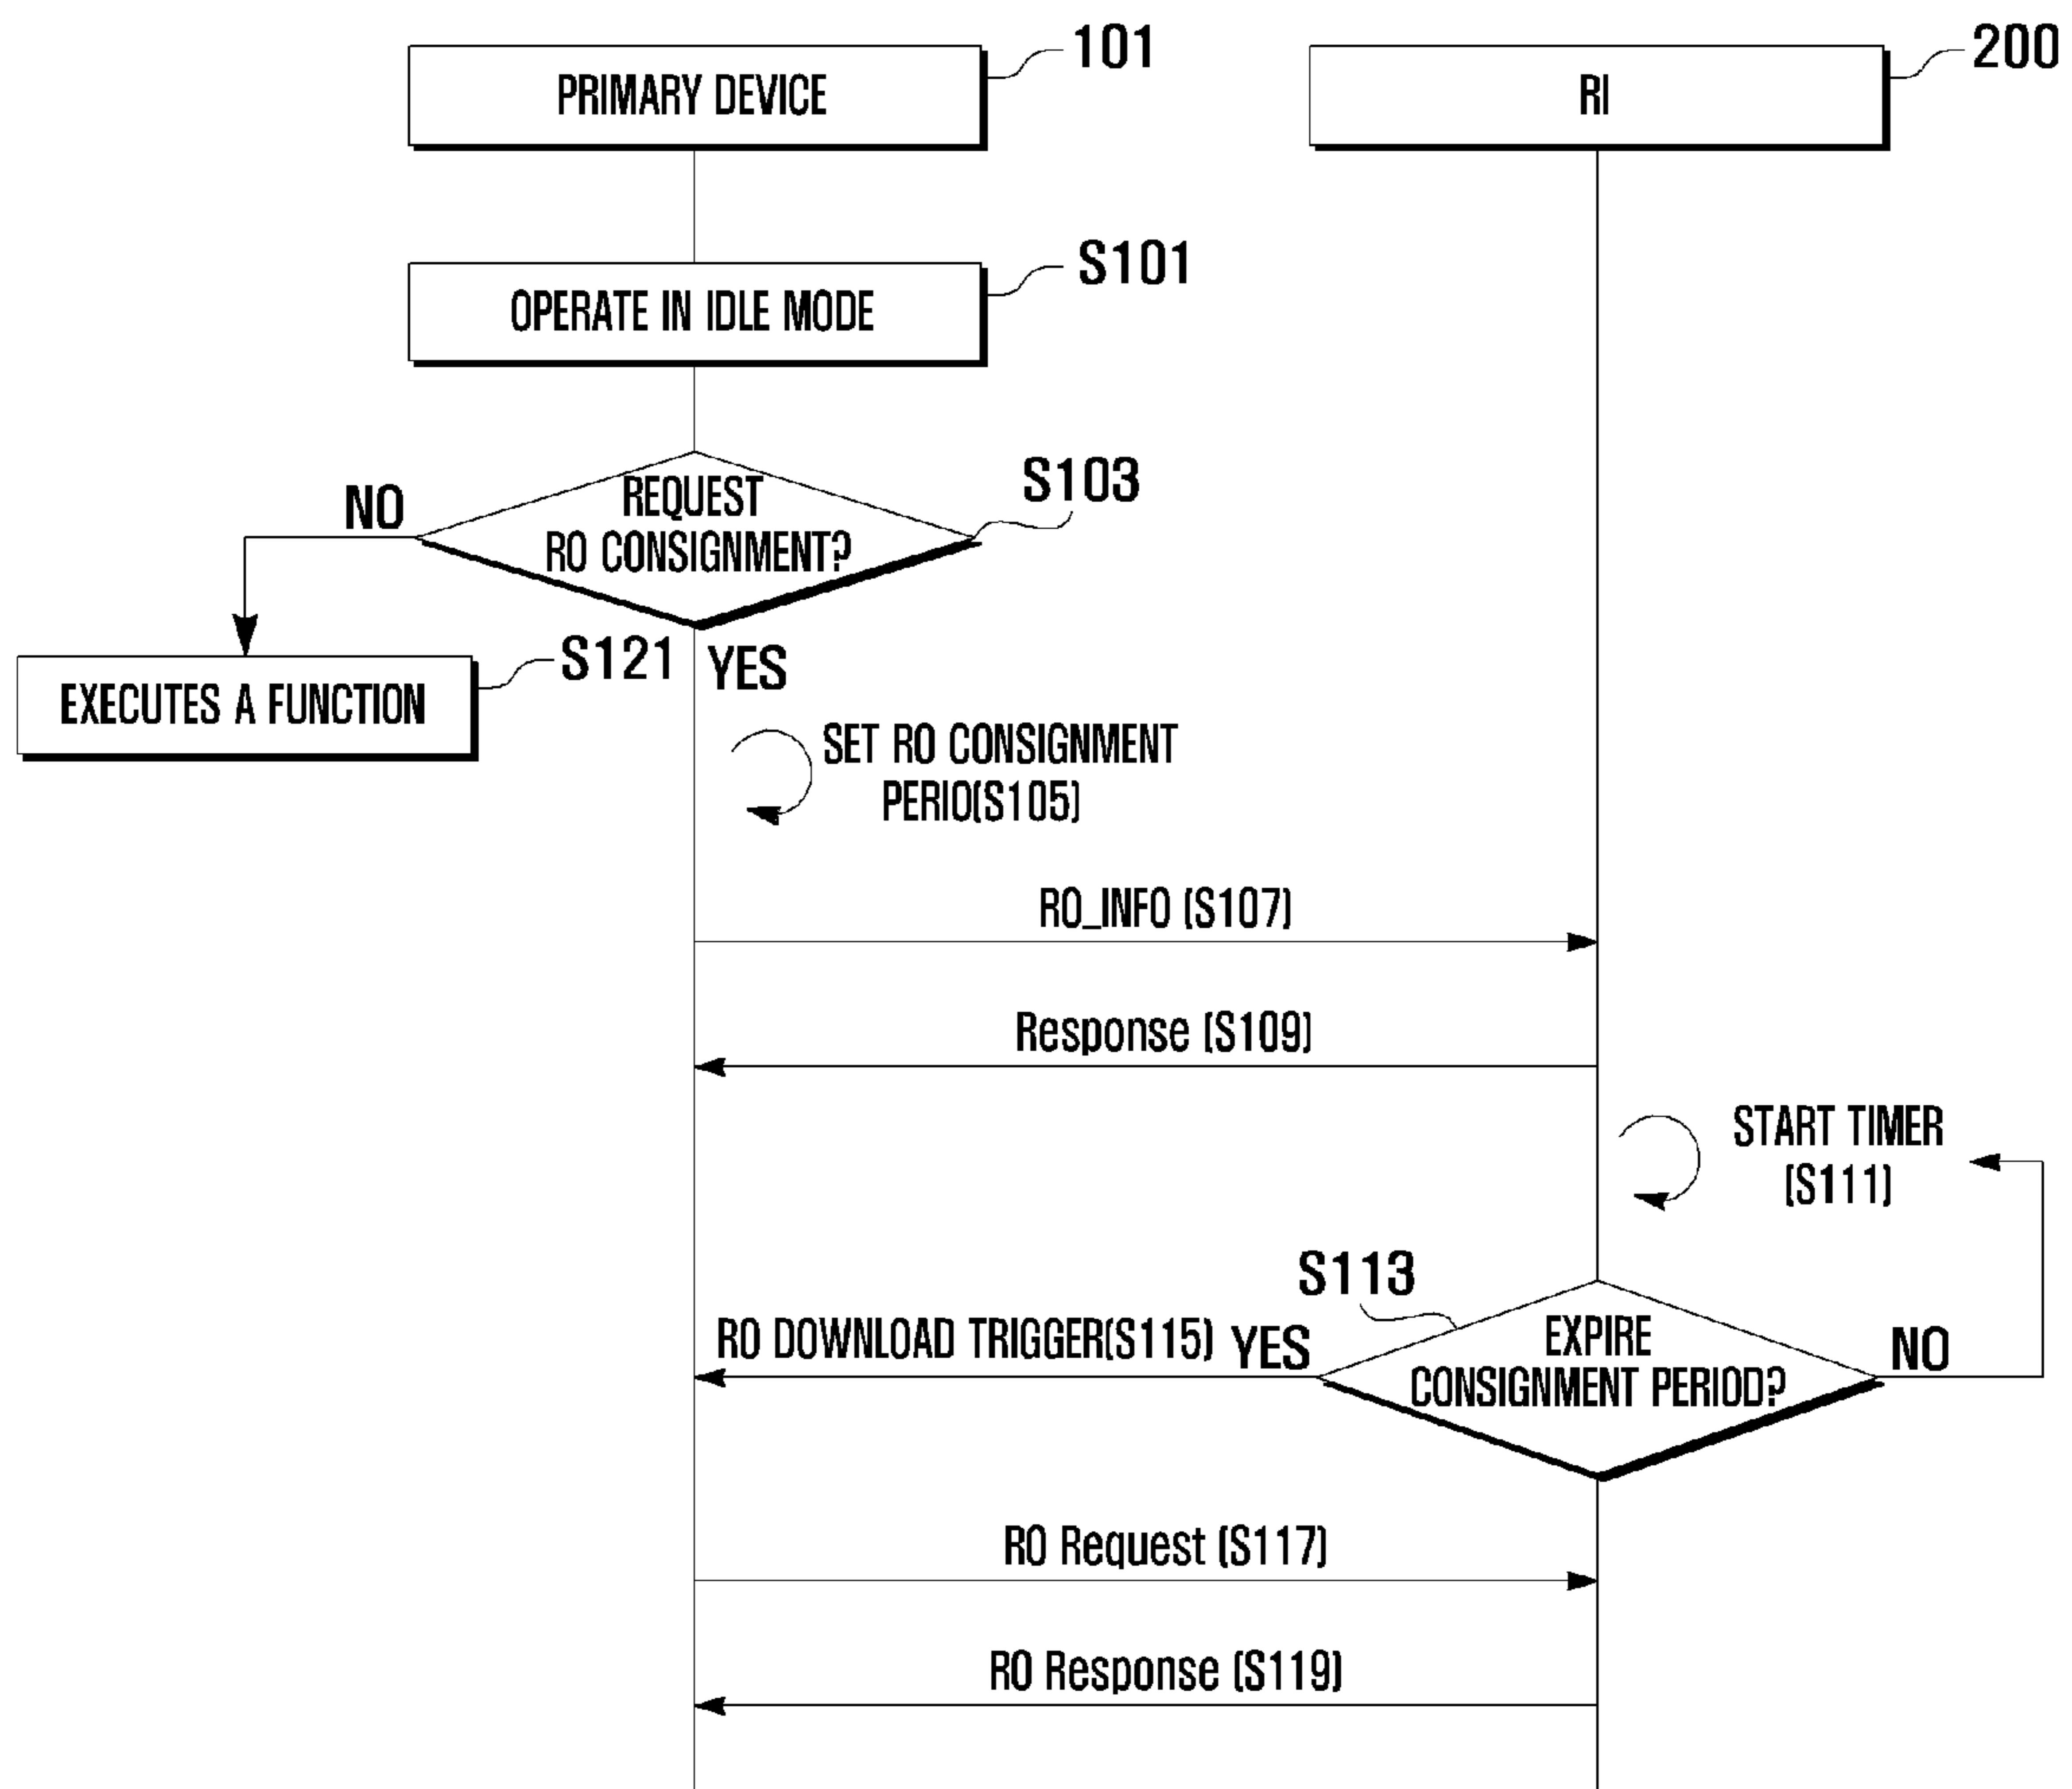 PRIMARY DEVICE
101
RI
200
OPERATE IN IDLE MODE
S101
REQUEST
RO CONSIGNMENT?
S103
NO
YES
EXECUTES A FUNCTION
S121
SET RO CONSIGNMENT
PERIO(S105)
RO_INFO (S107)
Response (S109)
START TIMER
(S111)
S113
EXPIRE
CONSIGNMENT PERIOD?
RO DOWNLOAD TRIGGER(S115) YES
NO
RO Request (S117)
RO Response (S119)